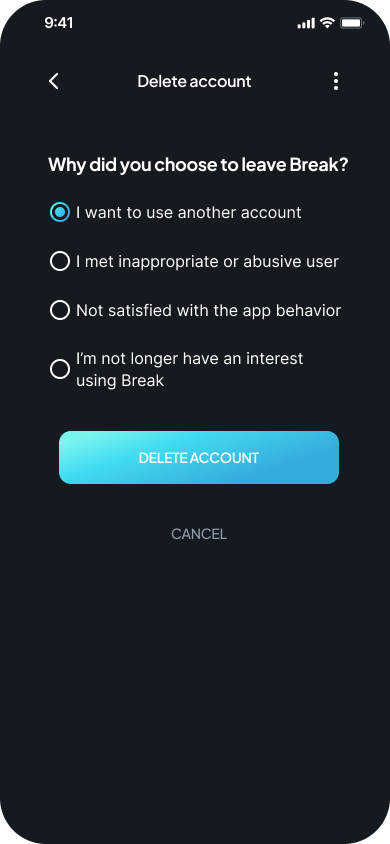 9:41
Delete account
Why did you choose to leave Break?
I want to use another account
I met inappropriate or abusive user
Not satisfied with the app behavior
I'm not longer have an interest
using Break
DELETE ACCOUNT
CANCEL